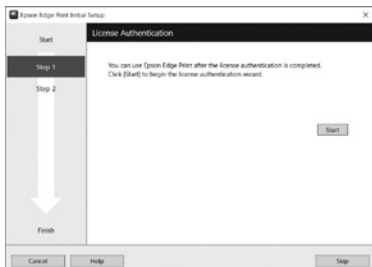 Epson Edge Print Initial Setup
Start
Step 1
Step 2
Finish
License Authentication
You can use Epson Edge Print after the license authentication is completed.
Click [Start] to begin the license authentication wizard.
Start
Cancel
Help
Skip